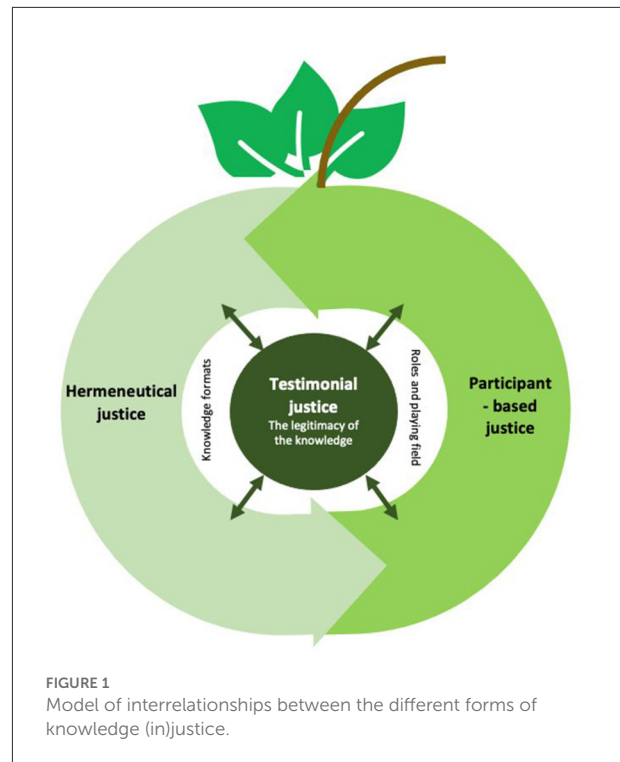 Hermeneutical
justice
Knowledge formats
Testimonial
justice
The legitimacy of
the knowledge
Roles and playing
field
Participant
- based
justice
FIGURE 1
Model of interrelationships between the different forms of
knowledge (in)justice.